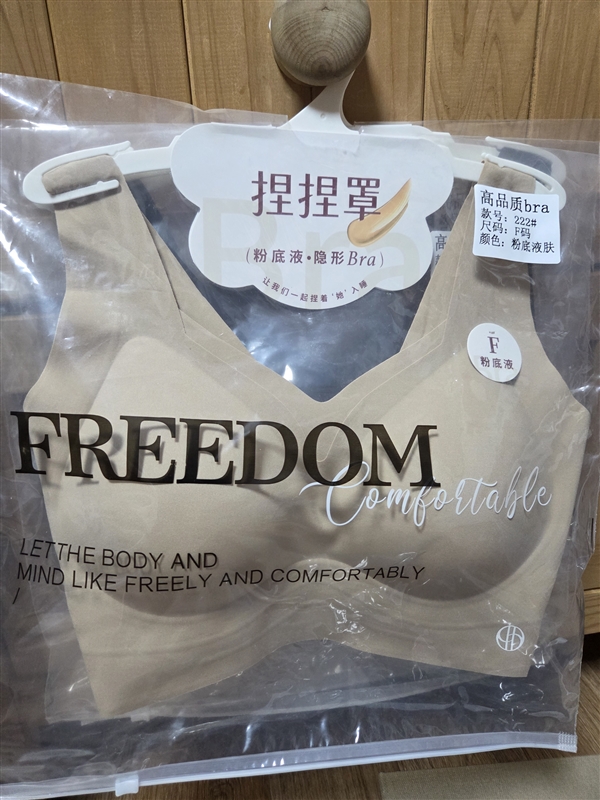 捏捏罩
(粉底液·隐形Bra)
让我们一起捏着'她'入睡
高品质bra
款号：222#
尺码：F码
颜色：粉底液肤
F
粉底液
FREEDOM
Comfortable
LET THE BODY AND
MIND LIKE FREELY AND COMFORTABLY
/